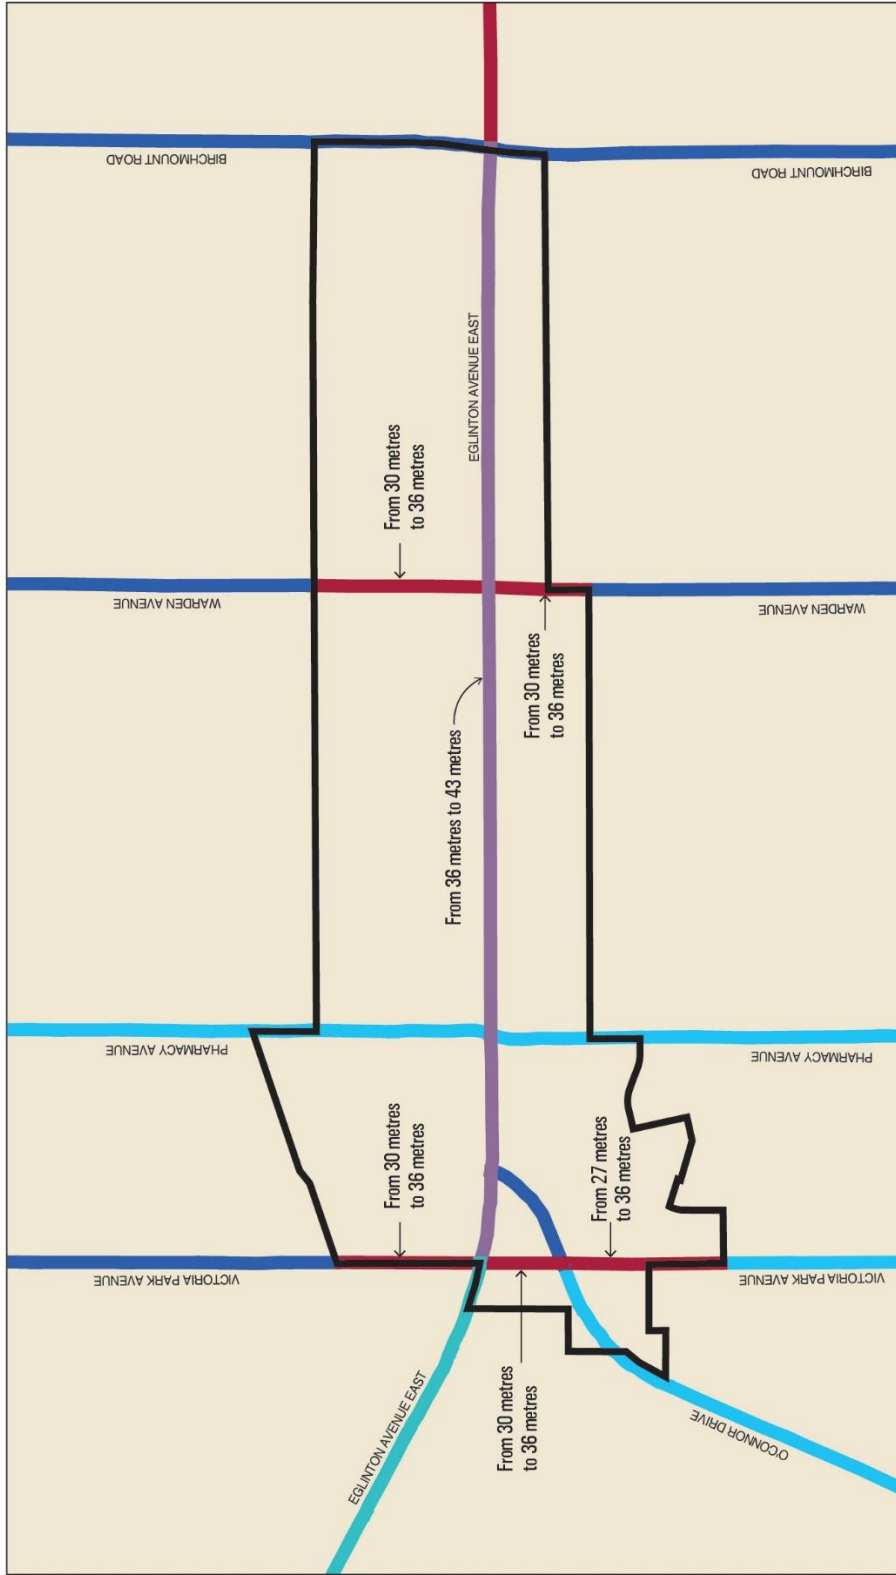 VICTORIA PARK AVENUE
PHARMACY AVENUE
WARDEN AVENUE
BIRCHMOUNT ROAD
EGLINTON AVENUE EAST
From 30 metres
to 36 metres
From 30 metres
to 36 metres
From 36 metres to 43 metres
EGLINTON AVENUE EAST
From 30 metres
to 36 metres
From 30 metres
to 36 metres
From 27 metres
to 36 metres
O'CONNOR DRIVE
VICTORIA PARK AVENUE
PHARMACY AVENUE
WARDEN AVENUE
BIRCHMOUNT ROAD